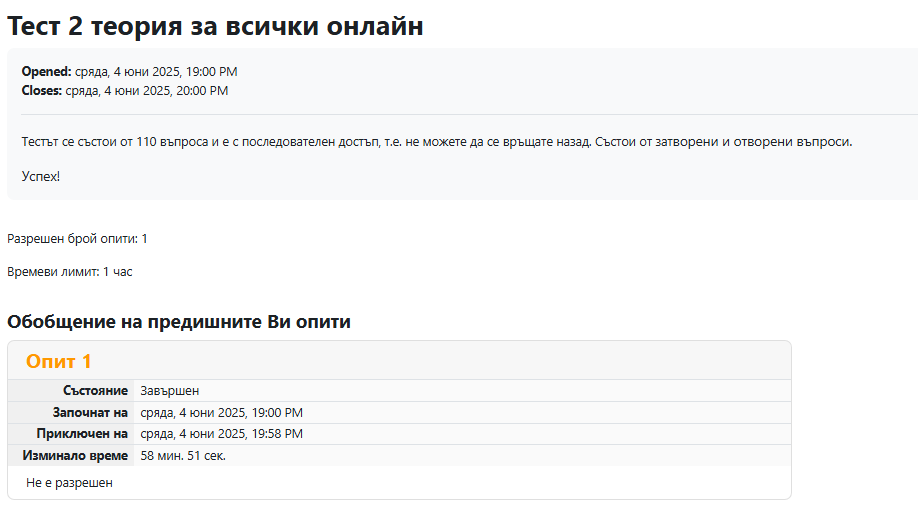 Тест 2 теория за всички онлайн
Opened: сряда, 4 юни 2025, 19:00 PM
Closes: сряда, 4 юни 2025, 20:00 PM
Тестът се състои от 110 въпроса и е с последователен достъп, т.е. не можете да се връщате назад. Състои от затворени и отворени въпроси.
Успех!
Разрешен брой опити: 1
Времеви лимит: 1 час
Обобщение на предишните Ви опити
Опит 1
Състояние Завършен
Започнат на сряда, 4 юни 2025, 19:00 PM
Приключен на сряда, 4 юни 2025, 19:58 PM
Изминало време 58 мин. 51 сек.
Не е разрешен